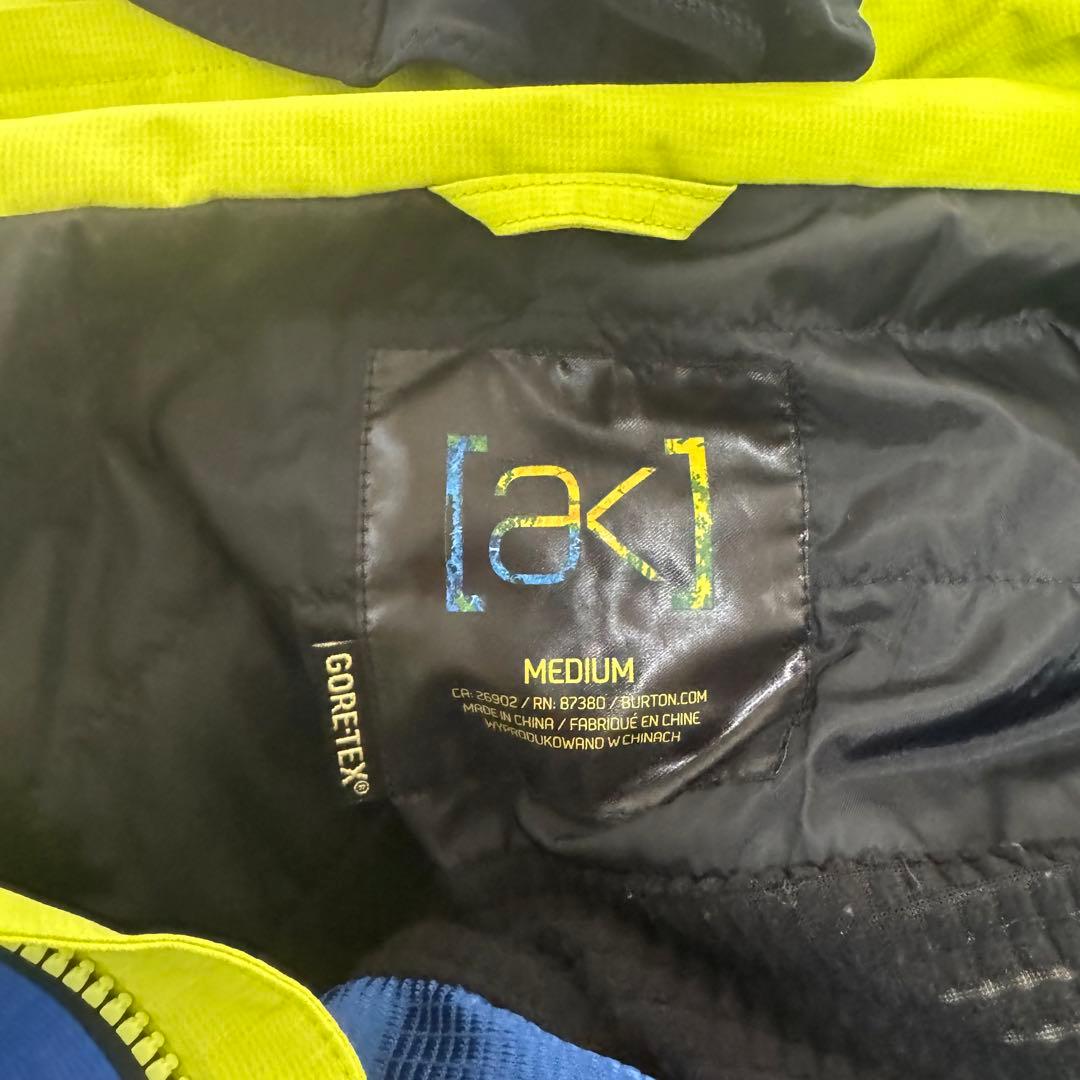 [ak]
MEDIUM
CA: 26902 / RN: 87380 / BURTON.COM
MADE IN CHINA / FABRIQUÉ EN CHINE
WYPRODUKOWANO W CHINACH
GORE-TEX®